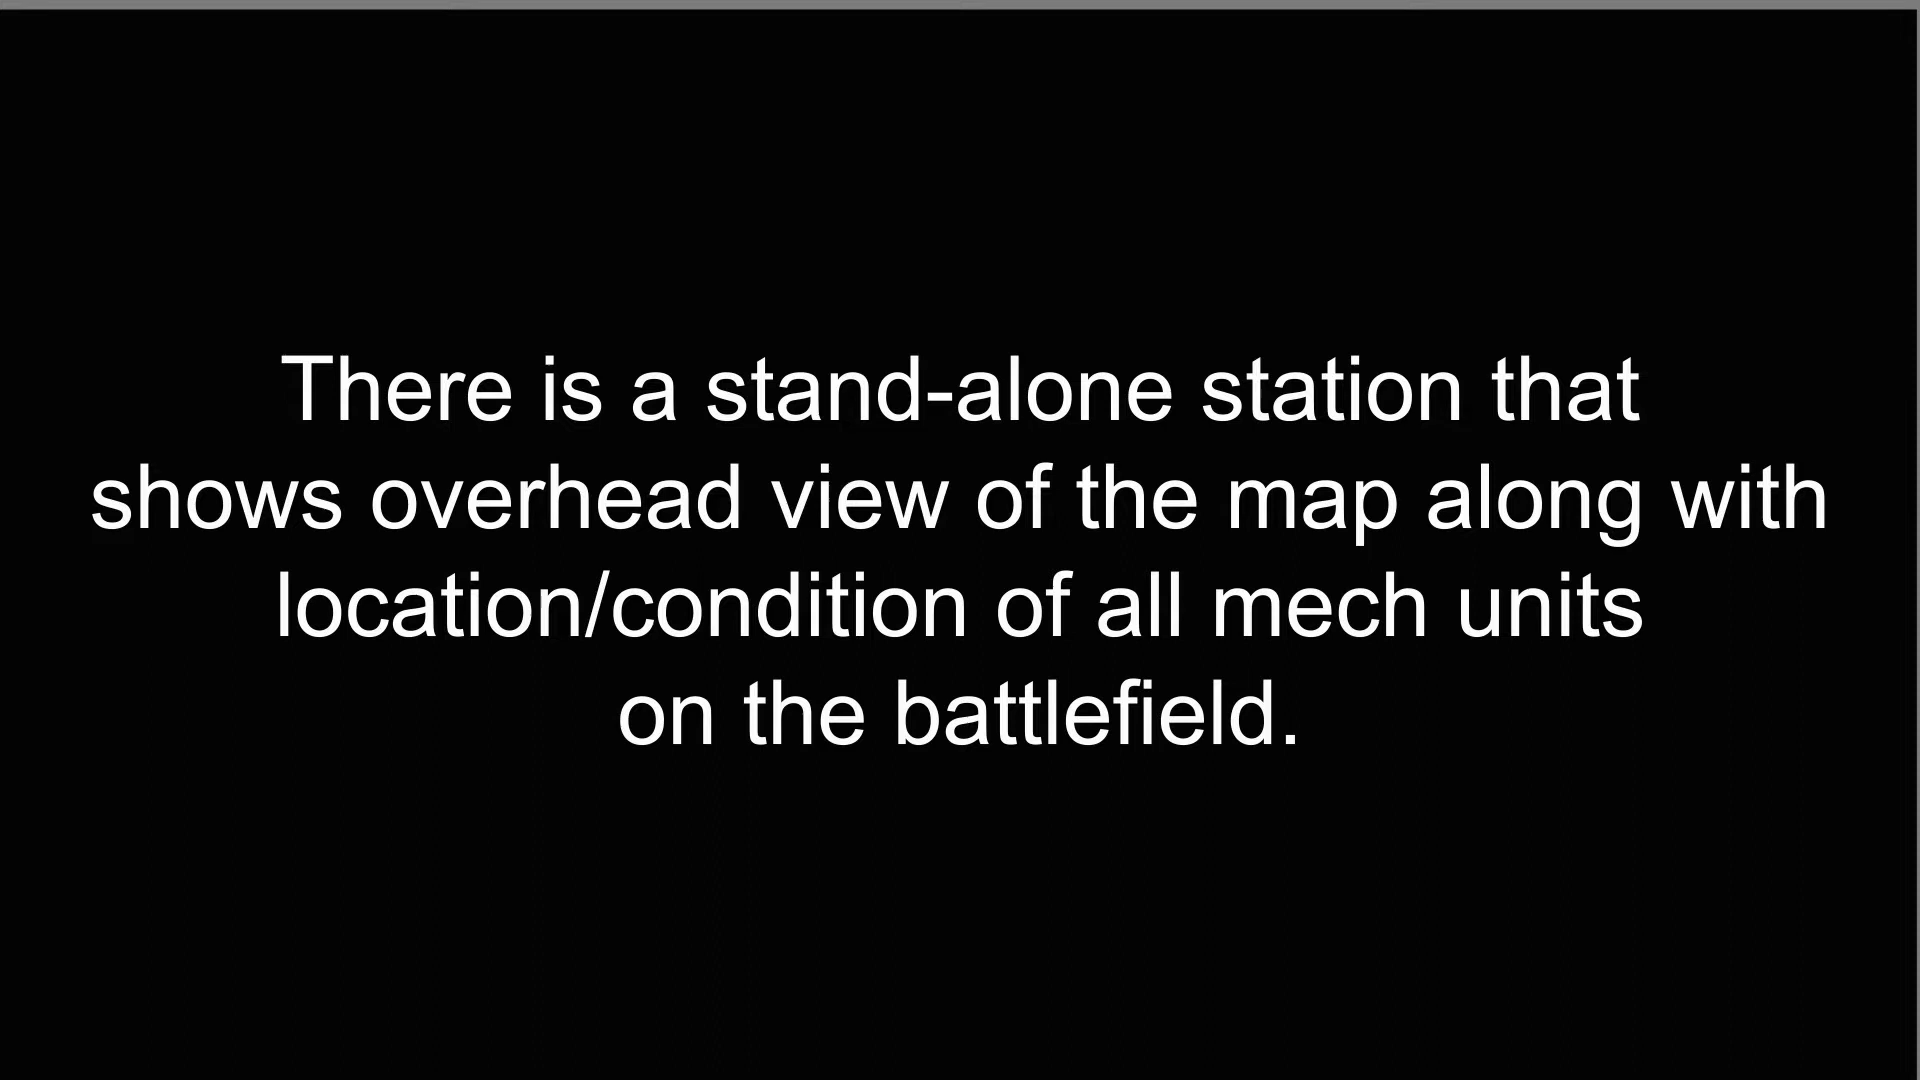 There is a stand-alone station that
shows overhead view of the map along with
location/condition of all mech units
on the battlefield.